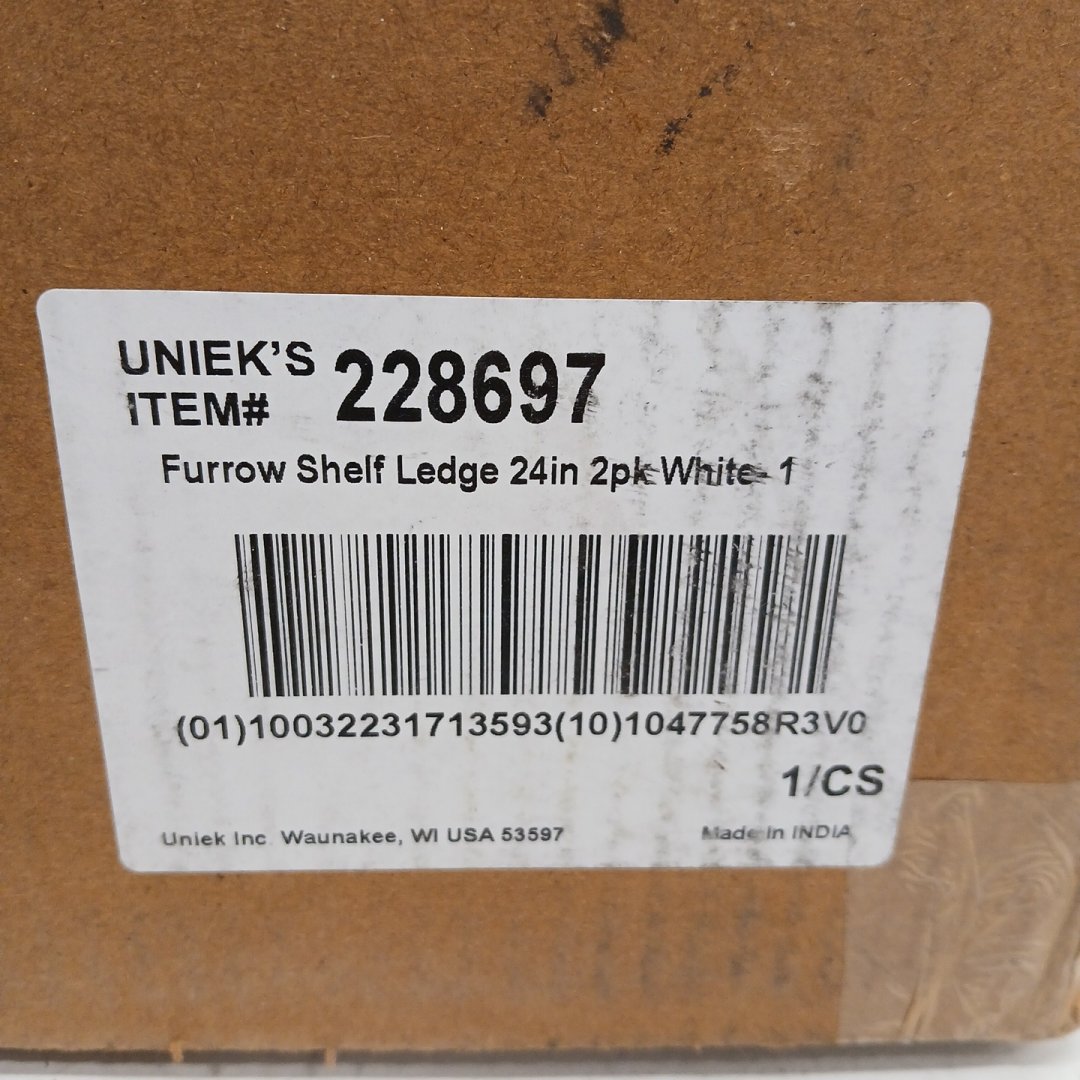 UNIEK'S
ITEM# 228697
Furrow Shelf Ledge 24in 2pk White- 1
(01)10032231713593(10)1047758R3V0
1/CS
Uniek Inc. Waunakee, WI USA 53597 Made In INDIA